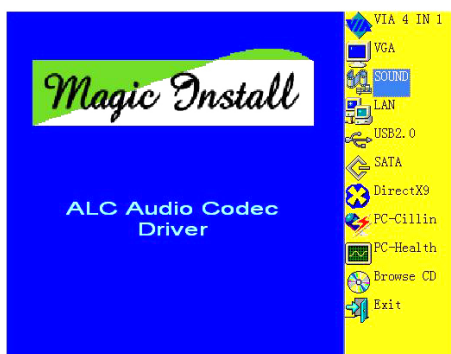 Magic Install
ALC Audio Codec
Driver
VIA 4 IN 1
VGA
SOUND
LAN
USB2.0
SATA
DirectX9
PC-Cillin
PC-Health
Browse CD
Exit